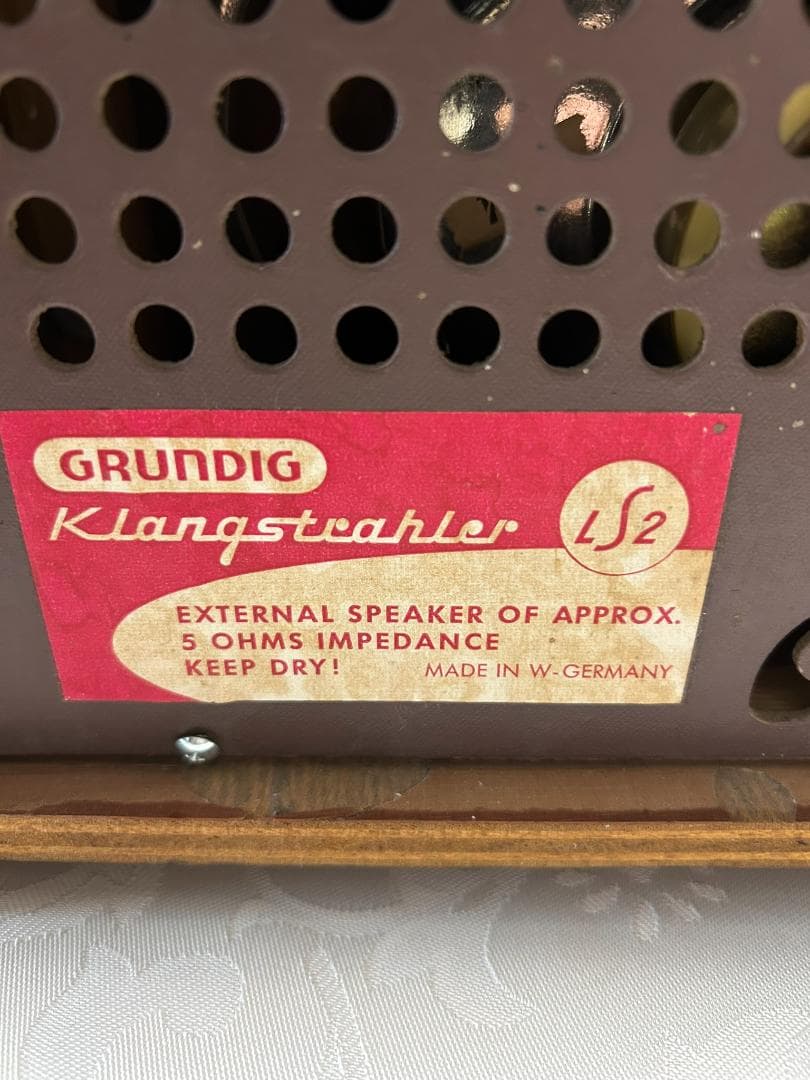 GRUNDIG
Klangstrahler
LS2
EXTERNAL SPEAKER OF APPROX.
5 OHMS IMPEDANCE
KEEP DRY! MADE IN W-GERMANY